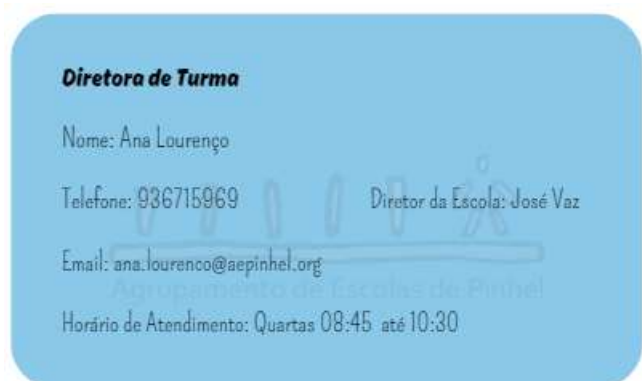 Diretora de Turma
Nome: Ana Lourenço
Telefone: 936715969 Diretor da Escola: José Vaz
Email: ana.lourenco@aepinhel.org
Agrupamento de Escolas de Pinhel
Horário de Atendimento: Quartas 08:45 até 10:30